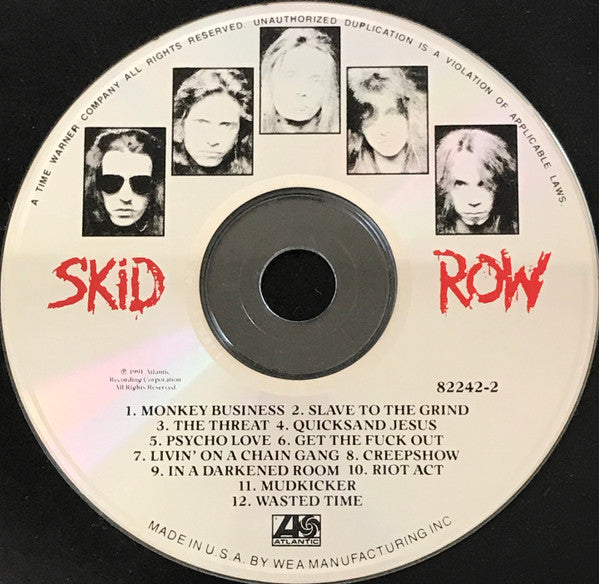 A TIME WARNER COMPANY ALL RIGHTS RESERVED. UNAUTHORIZED DUPLICATION IS A VIOLATION OF APPLICABLE LAWS.
SKiD ROW
℗ 1991 Atlantic
Recording Corporation
All Rights Reserved
82242-2
1. MONKEY BUSINESS 2. SLAVE TO THE GRIND
3. THE THREAT 4. QUICKSAND JESUS
5. PSYCHO LOVE 6. GET THE FUCK OUT
7. LIVIN' ON A CHAIN GANG 8. CREEPSHOW
9. IN A DARKENED ROOM 10. RIOT ACT
11. MUDKICKER
12. WASTED TIME
ATLANTIC
MADE IN U.S.A. BY WEA MANUFACTURING INC